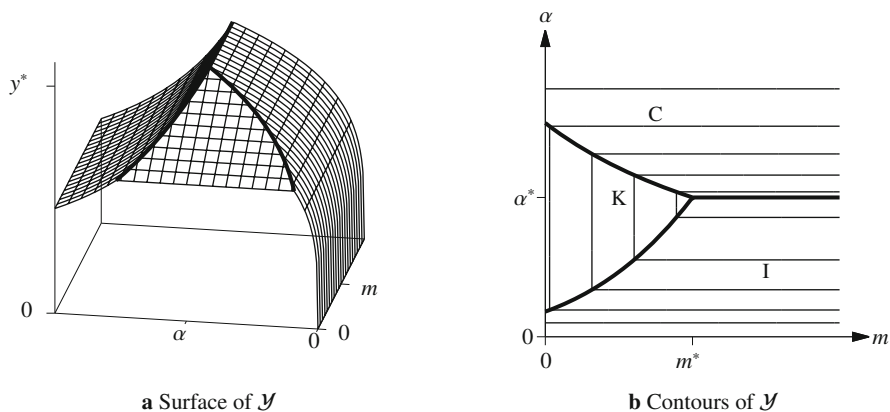 y*
0
α
0
0
m
a Surface of 𝒴
α
C
α*
K
I
0
0
m*
m
b Contours of 𝒴